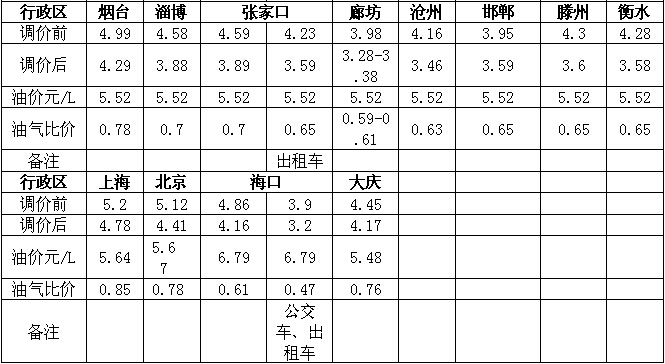 行政区 烟台 淄博 张家口 廊坊 沧州 邯郸 滕州 衡水
调价前 4.99 4.58 4.59 4.23 3.98 4.16 3.95 4.3 4.28
调价后 4.29 3.88 3.89 3.59 3.28-3.38 3.46 3.59 3.6 3.58
油价元/L 5.52 5.52 5.52 5.52 5.52 5.52 5.52 5.52 5.52
油气比价 0.78 0.7 0.7 0.65 0.59-0.61 0.63 0.65 0.65 0.65
备注 出租车
行政区 上海 北京 海口 大庆
调价前 5.2 5.12 4.86 3.9 4.45
调价后 4.78 4.41 4.16 3.2 4.17
油价元/L 5.64 5.67 6.79 6.79 5.48
油气比价 0.85 0.78 0.61 0.47 0.76
备注 公交车、出租车